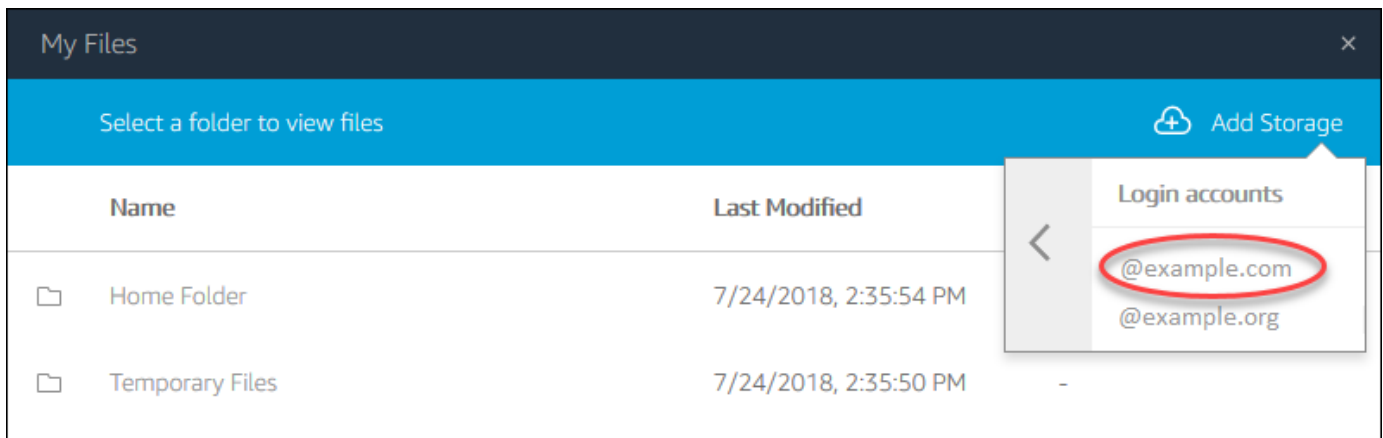 My Files
×
Select a folder to view files
Add Storage
Name
Last Modified
Login accounts
@example.com
@example.org
Home Folder
7/24/2018, 2:35:54 PM
Temporary Files
7/24/2018, 2:35:50 PM
-